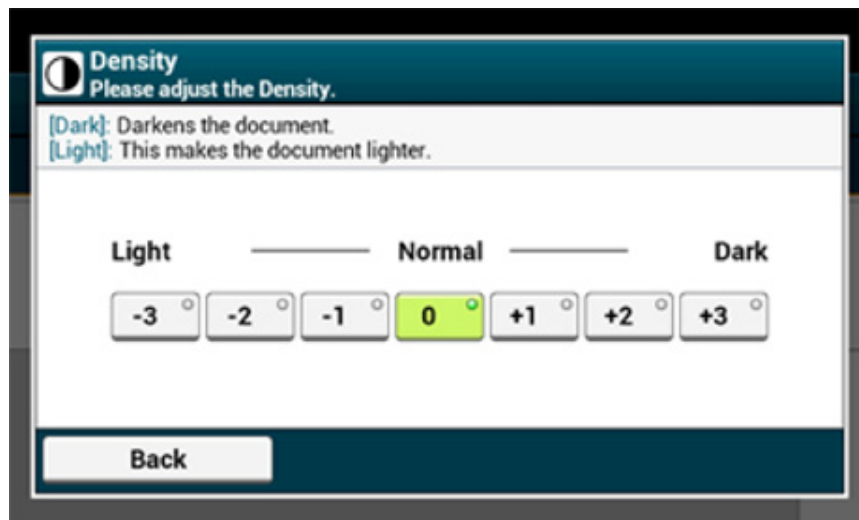 Density
Please adjust the Density.
[Dark]: Darkens the document.
[Light]: This makes the document lighter.
Light Normal Dark
-3 -2 -1 0 +1 +2 +3
Back